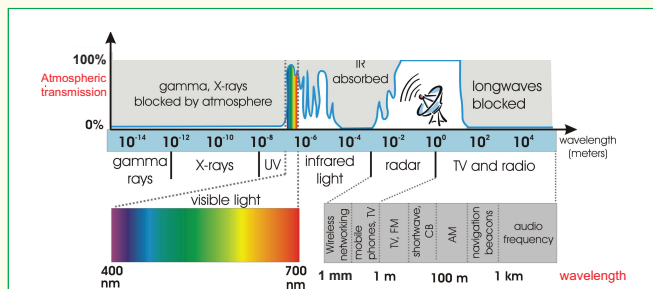 100%
Atmospheric
transmission
0%
gamma, X-rays
blocked by atmosphere
IR
absorbed
longwaves
blocked
10-14
10-12
10-10
10-8
10-6
10-4
10-2
100
102
104
wavelength
(meters)
gamma
rays
X-rays
UV
infrared
light
radar
TV and radio
visible light
400
nm
700
nm
Wireless
networking
mobile
phones, TV
TV, FM
shortwave,
CB
AM
navigation
beacons
audio
frequency
1 mm
1 m
100 m
1 km
wavelength